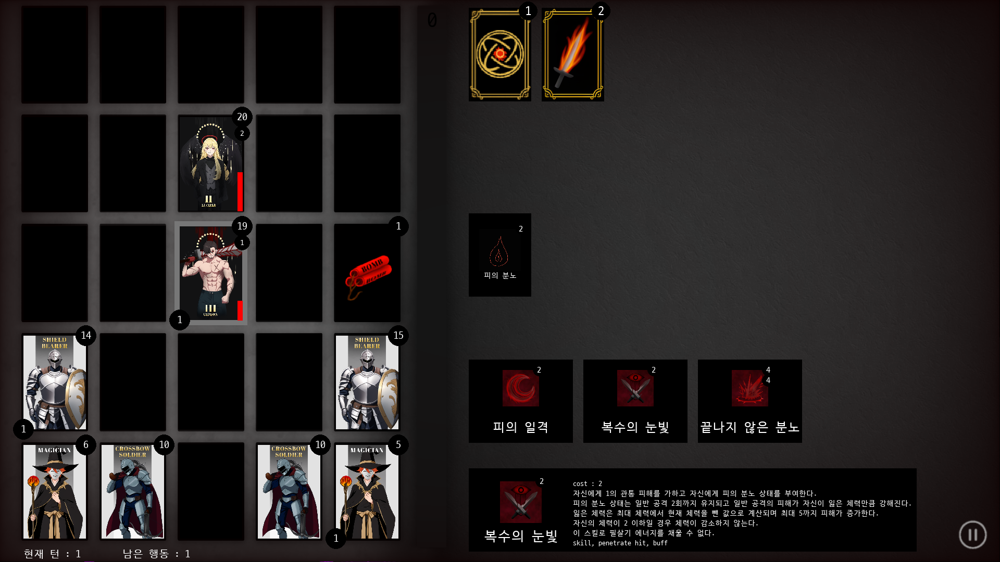 0
1
2
20
2
II
LUCIFER
19
1
III
GIDEON
1
1
BOMB
BOMB
2
피의 분노
SHIELD
BEARER
14
1
SHIELD
BEARER
15
2
피의 일격
2
복수의 눈빛
4
4
끝나지 않은 분노
MAGICIAN
6
CROSSBOW
SOLDIER
10
CROSSBOW
SOLDIER
10
MAGICIAN
5
1
2
복수의 눈빛
cost : 2
자신에게 1의 관통 피해를 가하고 자신에게 피의 분노 상태를 부여한다.
피의 분노 상태는 일반 공격 2회까지 유지되고 일반 공격의 피해가 자신이 잃은 체력만큼 강해진다.
잃은 체력은 최대 체력에서 현재 체력을 뺀 값으로 계산되며 최대 5까지 피해가 증가한다.
자신의 체력이 2 이하일 경우 체력이 감소하지 않는다.
이 스킬로 필살기 에너지를 채울 수 없다.
skill, penetrate hit, buff
현재 턴 : 1
남은 행동 : 1